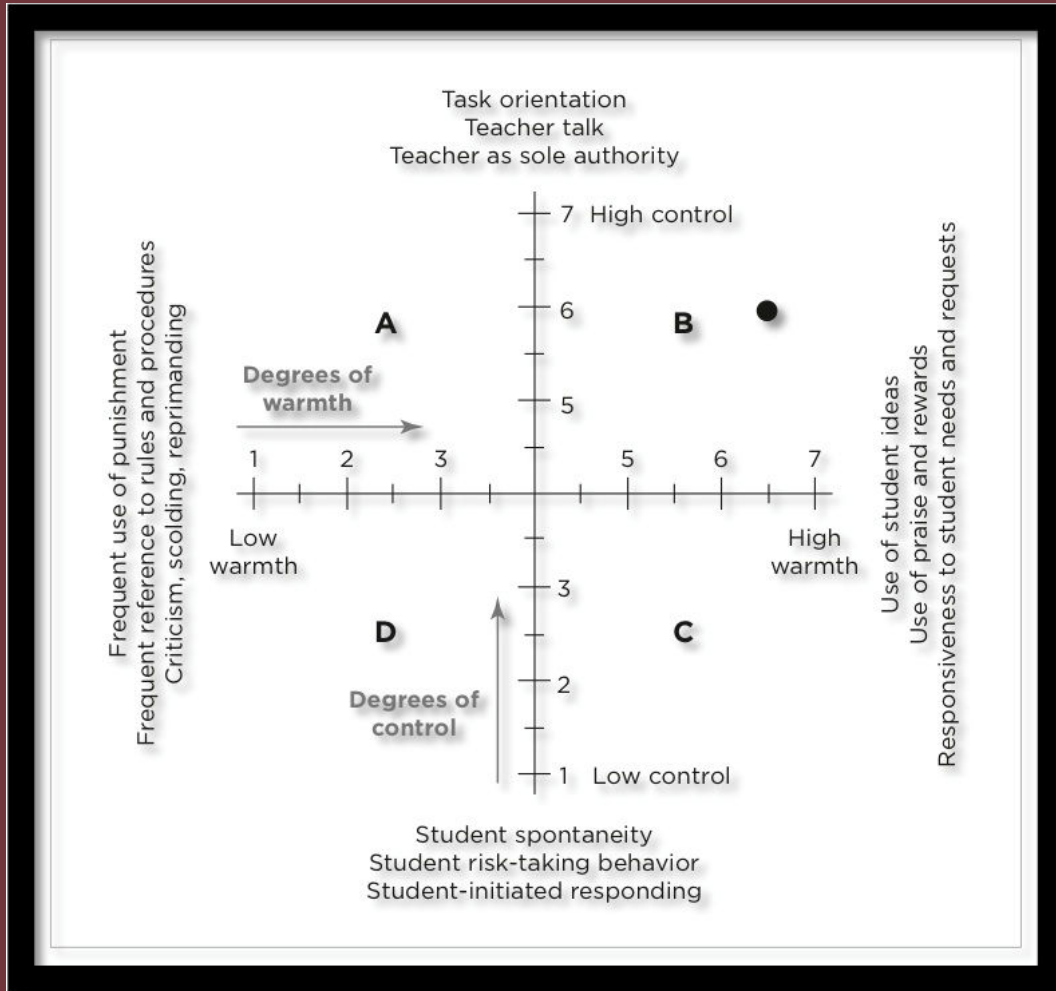 Task orientation
Teacher talk
Teacher as sole authority
7 High control
Frequent use of punishment
Frequent reference to rules and procedures
Criticism, scolding, reprimanding
A
6
B
Degrees of
warmth
5
1 2 3 5 6 7
Low
warmth
High
warmth
Use of student ideas
Use of praise and rewards
Responsiveness to student needs and requests
3
D
C
2
Degrees of
control
1 Low control
Student spontaneity
Student risk-taking behavior
Student-initiated responding